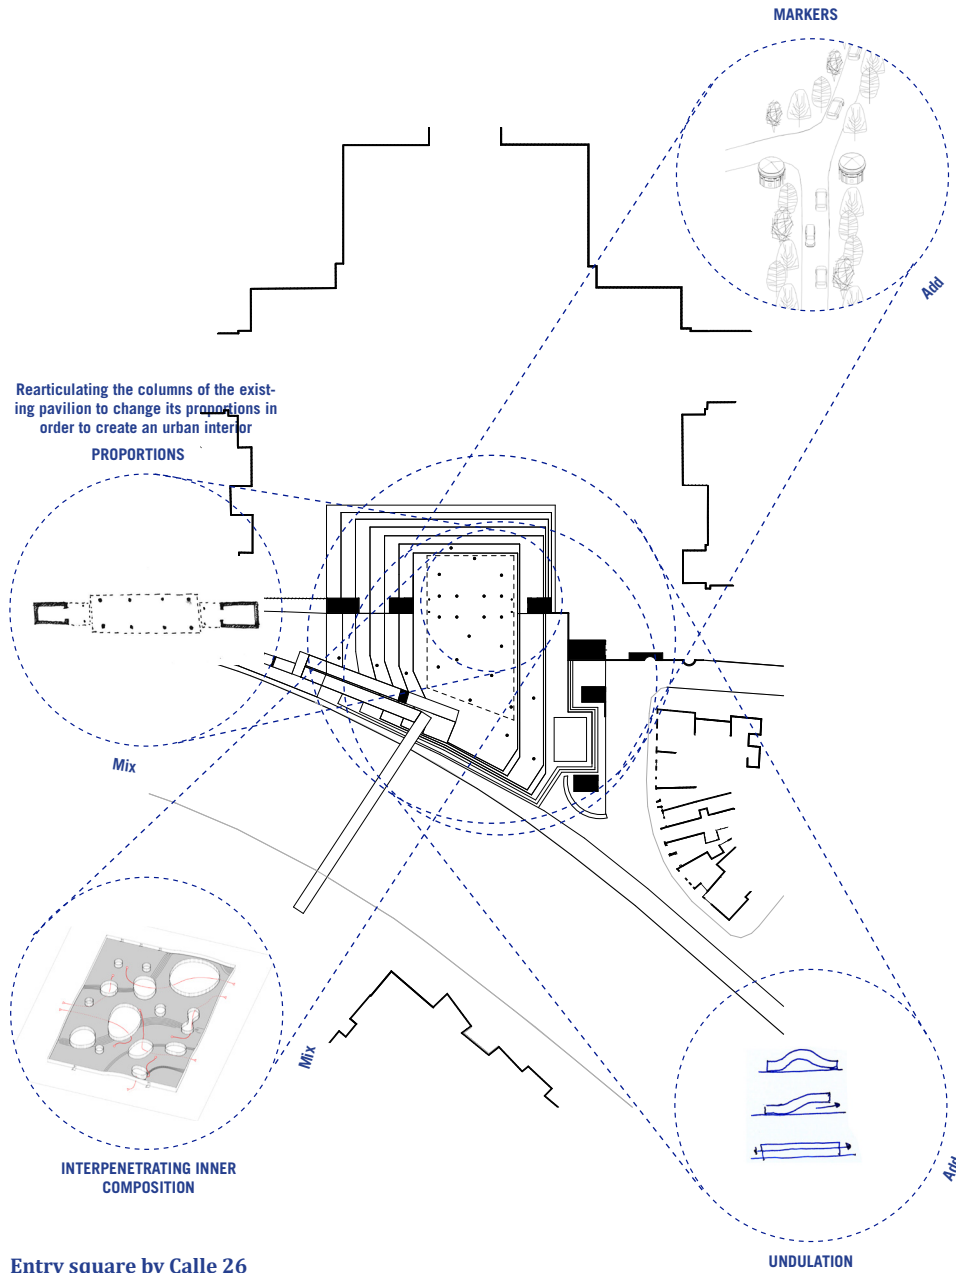 MARKERS
Add
Rearticulating the columns of the exist-
ing pavilion to change its proportions in
order to create an urban interior
PROPORTIONS
Mix
Mix
INTERPENETRATING INNER
COMPOSITION
Add
UNDULATION
Entry square by Calle 26